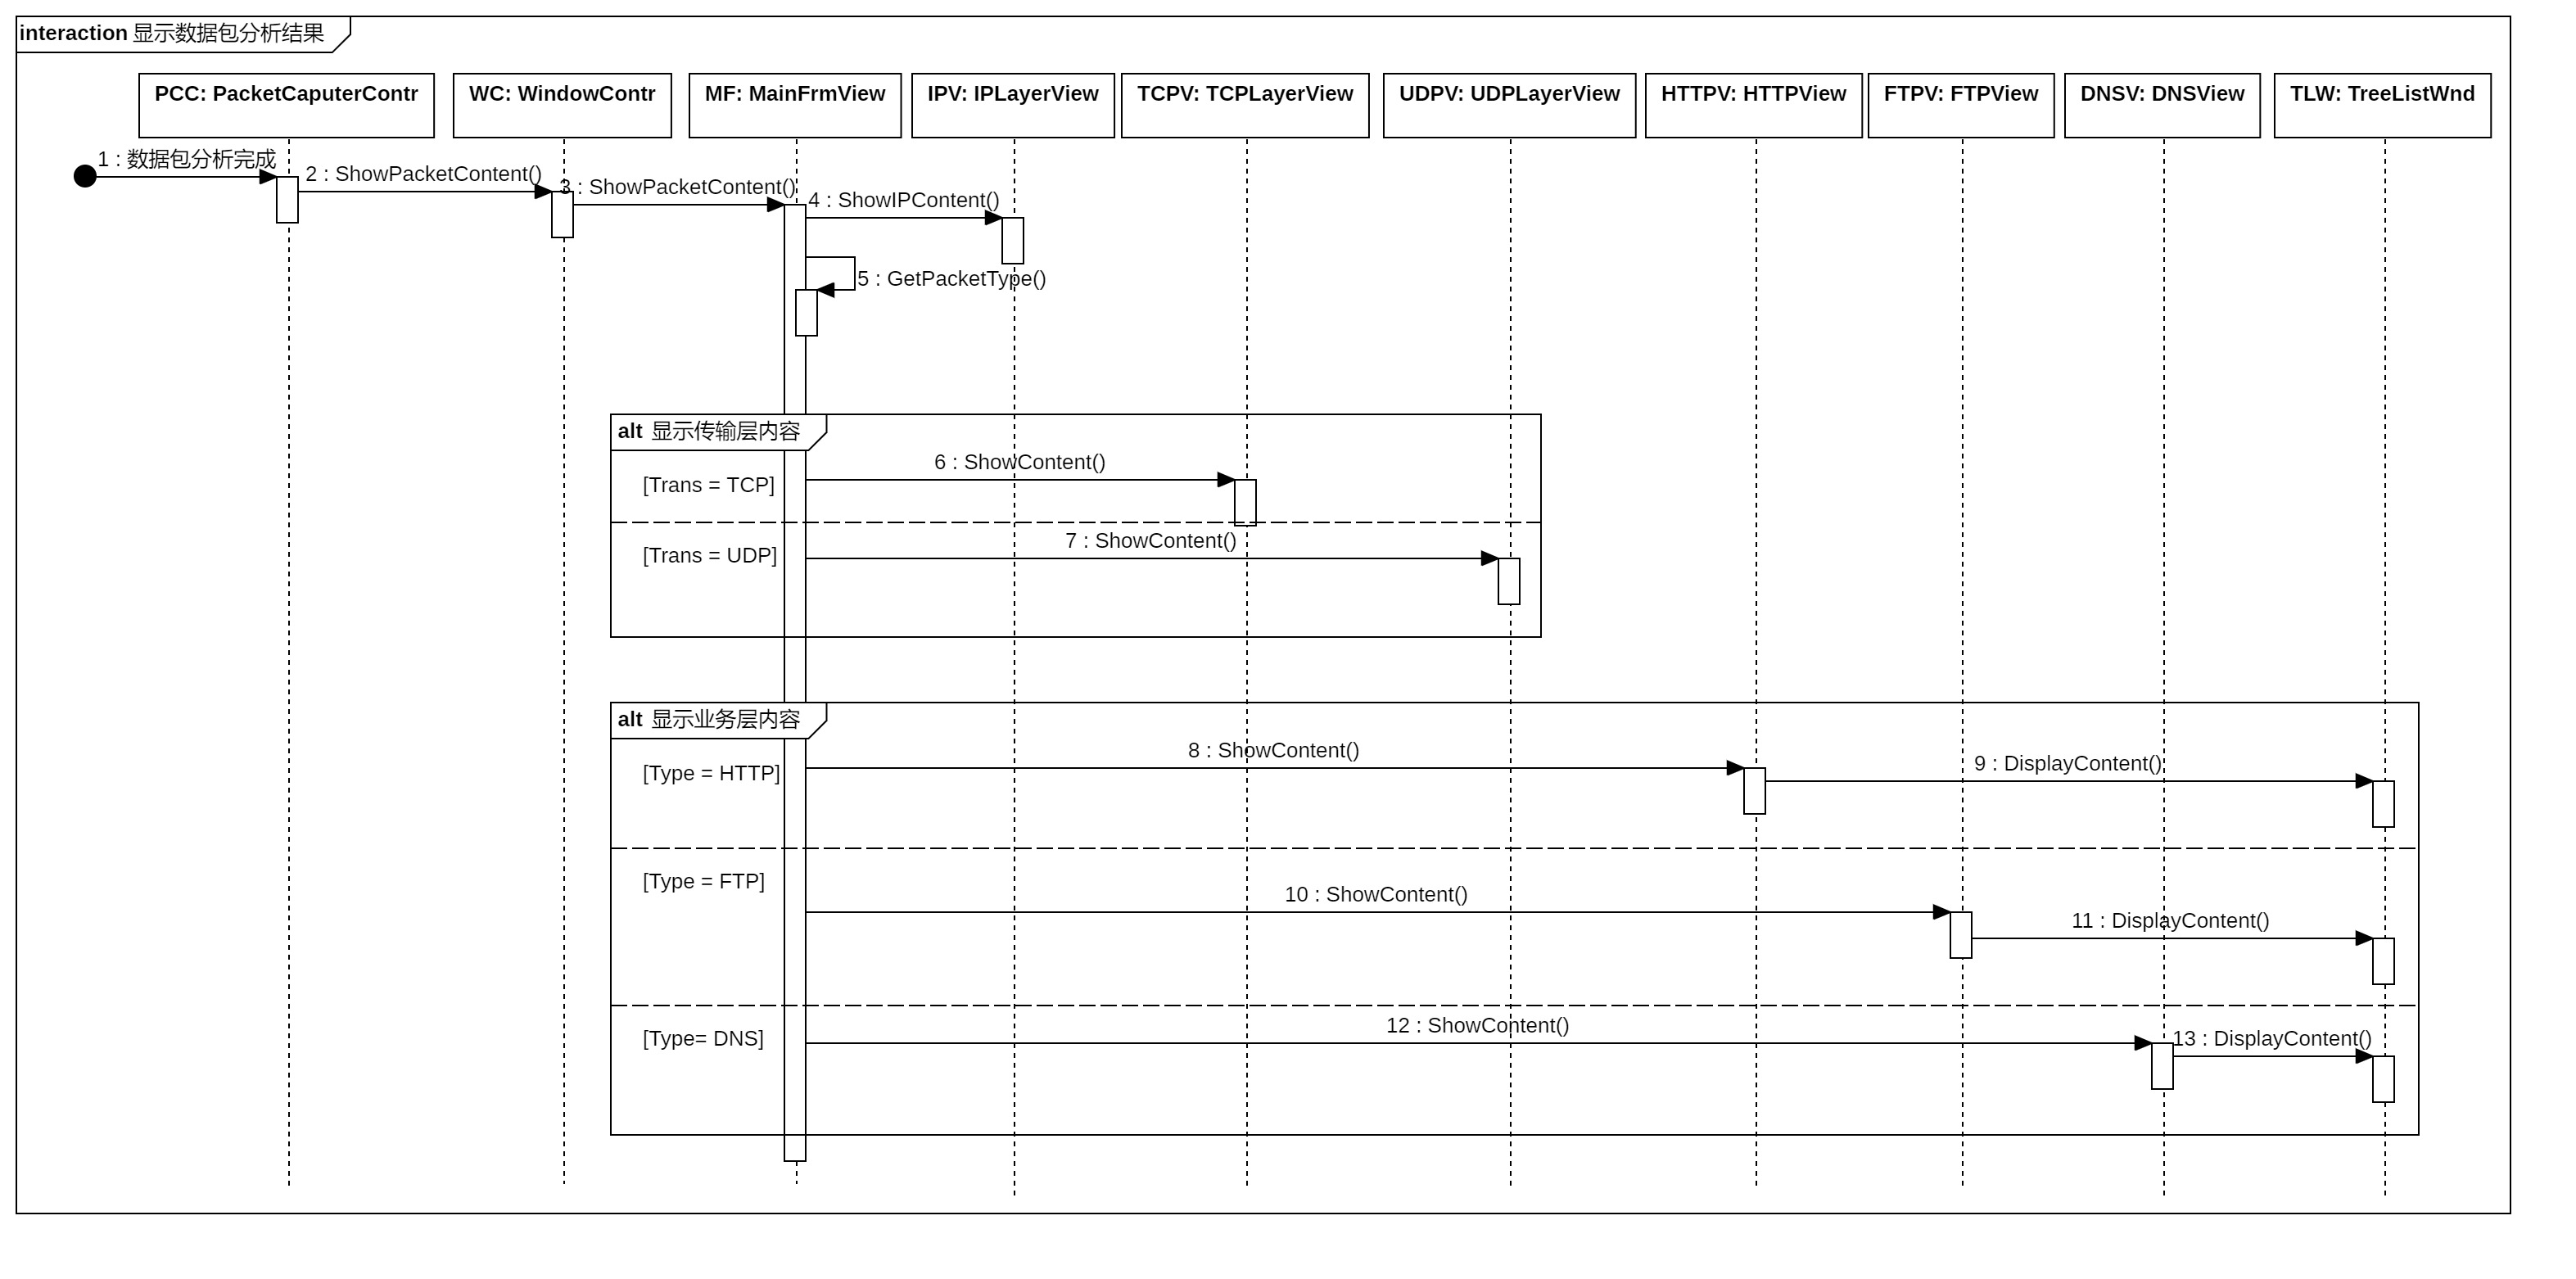 interaction 显示数据包分析结果
PCC: PacketCaputerContr
WC: WindowContr
MF: MainFrmView
IPV: IPLayerView
TCPV: TCPLayerView
UDPV: UDPLayerView
HTTPV: HTTPView
FTPV: FTPView
DNSV: DNSView
TLW: TreeListWnd
1 : 数据包分析完成
2 : ShowPacketContent()
3 : ShowPacketContent()
4 : ShowIPContent()
5 : GetPacketType()
alt 显示传输层内容
6 : ShowContent()
[Trans = TCP]
7 : ShowContent()
[Trans = UDP]
alt 显示业务层内容
8 : ShowContent()
9 : DisplayContent()
[Type = HTTP]
[Type = FTP]
10 : ShowContent()
11 : DisplayContent()
12 : ShowContent()
[Type= DNS]
13 : DisplayContent()